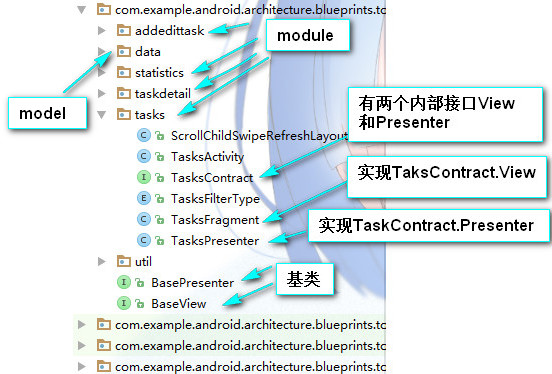 com.example.android.architecture.blueprints.to
addedittask
data
statistics
taskdetail
tasks
ScrollChildSwipeRefreshLayout
TasksActivity
TasksContract
TasksFilterType
TasksFragment
TasksPresenter
util
BasePresenter
BaseView
com.example.android.architecture.blueprints.to
com.example.android.architecture.blueprints.to
com.example.android.architecture.blueprints.to
module
model
有两个内部接口View
和Presenter
实现TaksContract.View
实现TaskContract.Presenter
基类